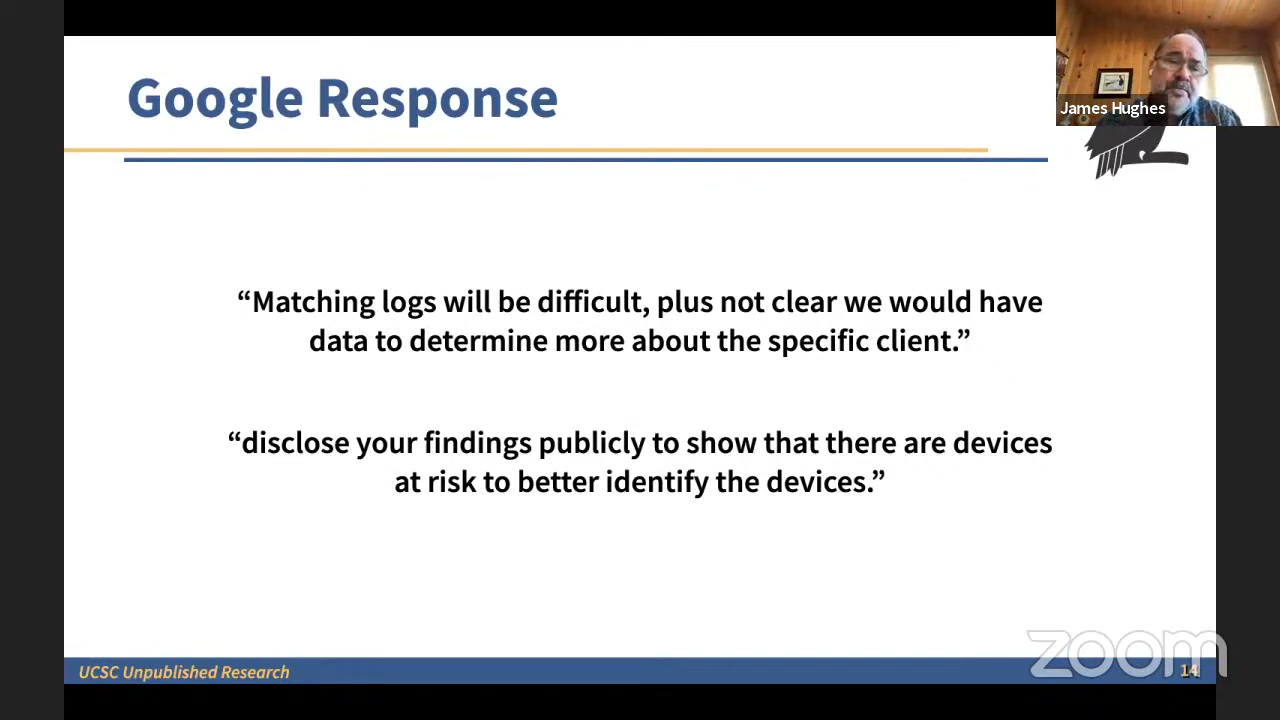 Google Response
James Hughes
“Matching logs will be difficult, plus not clear we would have
data to determine more about the specific client.”
“disclose your findings publicly to show that there are devices
at risk to better identify the devices.”
UCSC Unpublished Research
zoom
14